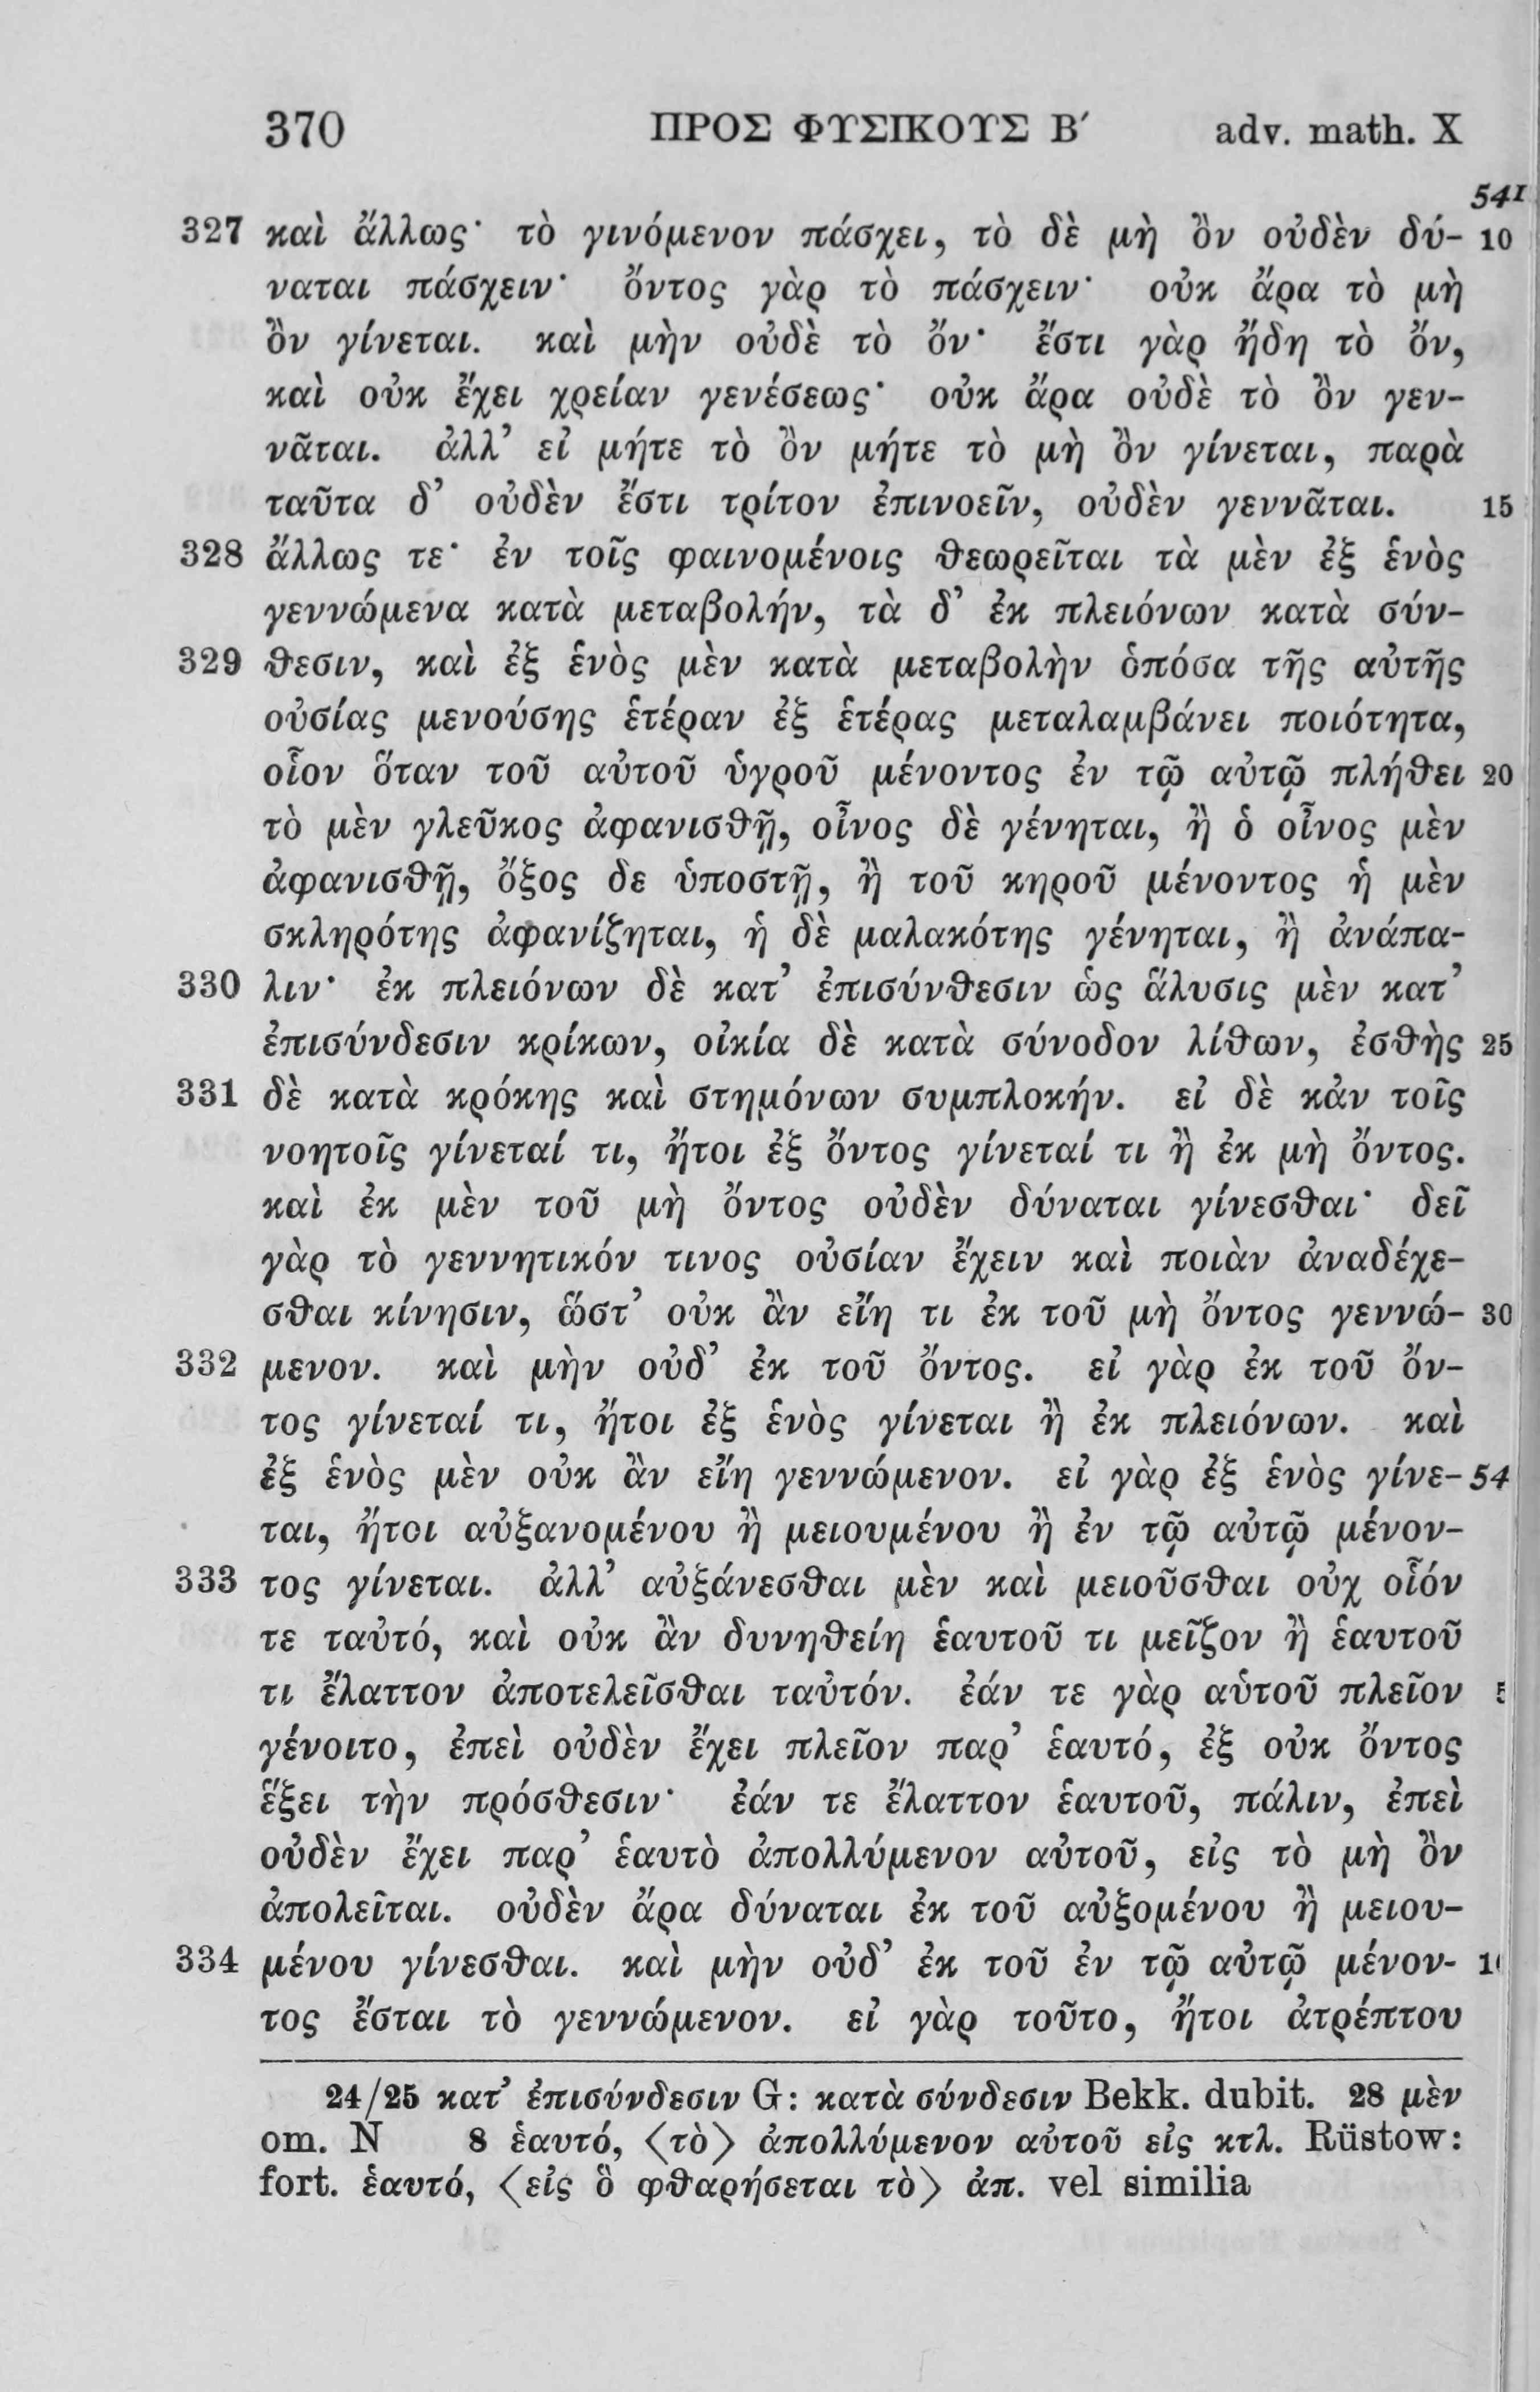 370 ΠΡΟΣ ΦΥΣΙΚΟΥΣ Β′ adv. math. X
541
327 καὶ ἄλλως· τὸ γινόμενον πάσχει, τὸ δὲ μὴ ὂν οὐδὲν δύ- 10
ναται πάσχειν· ὄντος γὰρ τὸ πάσχειν· οὐκ ἄρα τὸ μὴ
ὂν γίνεται. καὶ μὴν οὐδὲ τὸ ὄν· ἔστι γὰρ ἤδη τὸ ὄν,
καὶ οὐκ ἔχει χρείαν γενέσεως· οὐκ ἄρα οὐδὲ τὸ ὂν γεν-
νᾶται. ἀλλ’ εἰ μήτε τὸ ὂν μήτε τὸ μὴ ὂν γίνεται, παρὰ
ταῦτα δ’ οὐδὲν ἔστι τρίτον ἐπινοεῖν, οὐδὲν γεννᾶται. 15
328 ἄλλως τε· ἐν τοῖς φαινομένοις θεωρεῖται τὰ μὲν ἐξ ἑνὸς
γεννώμενα κατὰ μεταβολήν, τὰ δ’ ἐκ πλειόνων κατὰ σύν-
329 θεσιν, καὶ ἐξ ἑνὸς μὲν κατὰ μεταβολὴν ὁπόσα τῆς αὐτῆς
οὐσίας μενούσης ἑτέραν ἐξ ἑτέρας μεταλαμβάνει ποιότητα,
οἷον ὅταν τοῦ αὐτοῦ ὑγροῦ μένοντος ἐν τῷ αὐτῷ πλήθει 20
τὸ μὲν γλεῦκος ἀφανισθῇ, οἶνος δὲ γένηται, ἢ ὁ οἶνος μὲν
ἀφανισθῇ, ὄξος δε ὑποστῇ, ἢ τοῦ κηροῦ μένοντος ἡ μὲν
σκληρότης ἀφανίζηται, ἡ δὲ μαλακότης γένηται, ἢ ἀνάπα-
330 λιν· ἐκ πλειόνων δὲ κατ’ ἐπισύνθεσιν ὡς ἅλυσις μὲν κατ’
ἐπισύνδεσιν κρίκων, οἰκία δὲ κατὰ σύνοδον λίθων, ἐσθὴς 25
331 δὲ κατὰ κρόκης καὶ στημόνων συμπλοκήν. εἰ δὲ κἀν τοῖς
νοητοῖς γίνεταί τι, ἤτοι ἐξ ὄντος γίνεταί τι ἢ ἐκ μὴ ὄντος.
καὶ ἐκ μὲν τοῦ μὴ ὄντος οὐδὲν δύναται γίνεσθαι· δεῖ
γὰρ τὸ γεννητικόν τινος οὐσίαν ἔχειν καὶ ποιὰν ἀναδέχε-
σθαι κίνησιν, ὥστ’ οὐκ ἂν εἴη τι ἐκ τοῦ μὴ ὄντος γεννώ- 30
332 μενον. καὶ μὴν οὐδ’ ἐκ τοῦ ὄντος. εἰ γὰρ ἐκ τοῦ ὄν-
τος γίνεταί τι, ἤτοι ἐξ ἑνὸς γίνεται ἢ ἐκ πλειόνων. καὶ
ἐξ ἑνὸς μὲν οὐκ ἂν εἴη γεννώμενον. εἰ γὰρ ἐξ ἑνὸς γίνε- 54
ται, ἤτοι αὐξανομένου ἢ μειουμένου ἢ ἐν τῷ αὐτῷ μένον-
333 τος γίνεται. ἀλλ’ αὐξάνεσθαι μὲν καὶ μειοῦσθαι οὐχ οἷόν
τε ταὐτό, καὶ οὐκ ἂν δυνηθείη ἑαυτοῦ τι μεῖζον ἢ ἑαυτοῦ
τι ἔλαττον ἀποτελεῖσθαι ταὐτόν. ἐάν τε γὰρ αὑτοῦ πλεῖον
γένοιτο, ἐπεὶ οὐδὲν ἔχει πλεῖον παρ’ ἑαυτό, ἐξ οὐκ ὄντος
ἕξει τὴν πρόσθεσιν· ἐάν τε ἔλαττον ἑαυτοῦ, πάλιν, ἐπεὶ
οὐδὲν ἔχει παρ’ ἑαυτὸ ἀπολλύμενον αὐτοῦ, εἰς τὸ μὴ ὂν
ἀπολεῖται. οὐδὲν ἄρα δύναται ἐκ τοῦ αὐξομένου ἢ μειου-
334 μένου γίνεσθαι. καὶ μὴν οὐδ’ ἐκ τοῦ ἐν τῷ αὐτῷ μένον-
τος ἔσται τὸ γεννώμενον. εἰ γὰρ τοῦτο, ἤτοι ἀτρέπτου
24/25 κατ’ ἐπισύνδεσιν G: κατὰ σύνδεσιν Bekk. dubit. 28 μὲν
om. N 8 ἑαυτό, ⟨τὸ⟩ ἀπολλύμενον αὐτοῦ εἰς κτλ. Rüstow:
fort. ἑαυτό, ⟨εἰς ὃ φθαρήσεται τὸ⟩ ἀπ. vel similia